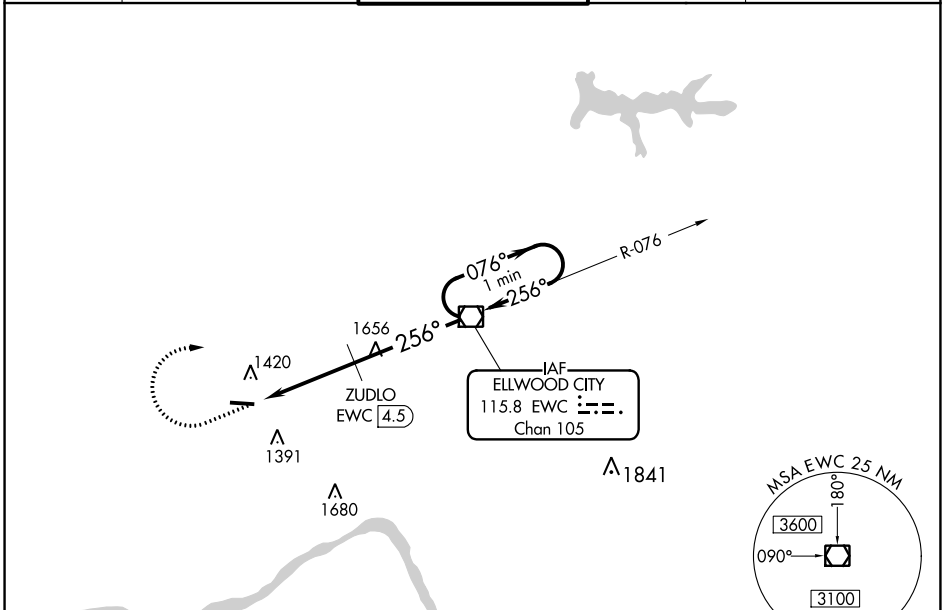 R-076
076°
1 min
256°
1656
256°
1420
ZUDLO
EWC 4.5
IAF
ELLWOOD CITY
115.8 EWC
Chan 105
1391
1841
1680
MSA EWC 25 NM
180°
3600
090°
3100